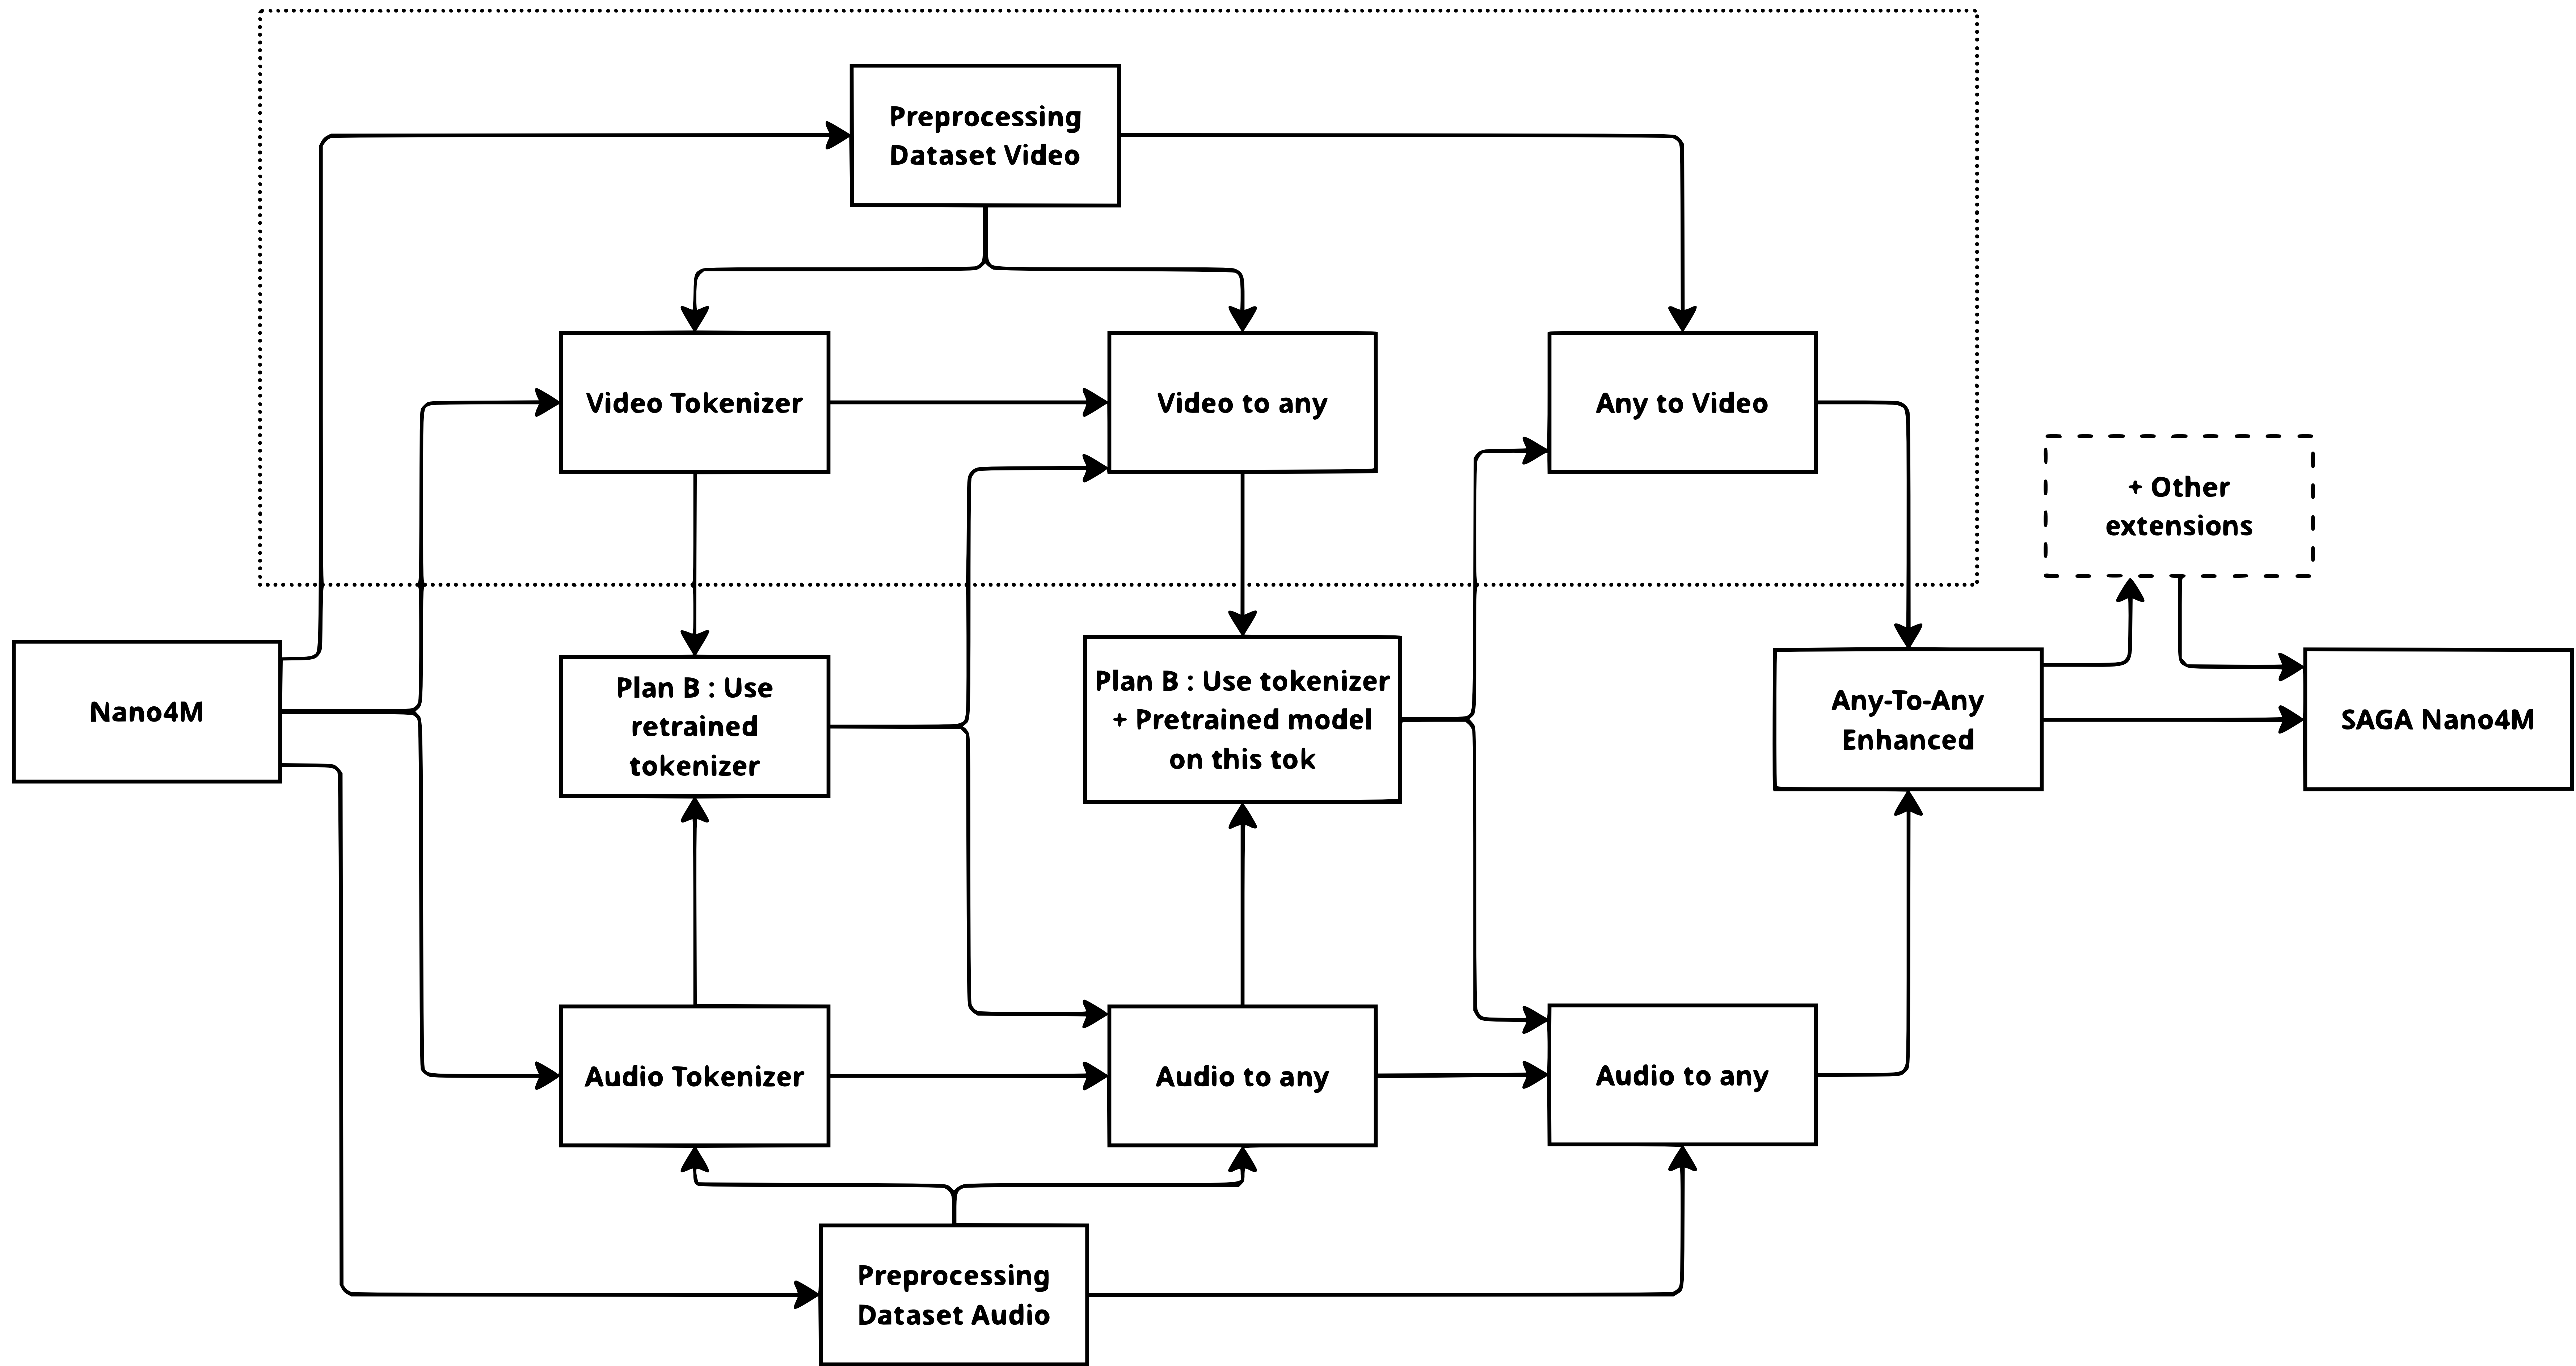 Preprocessing
Dataset Video
Video Tokenizer
Video to any
Any to Video
+ Other
extensions
Nano4M
Plan B : Use
retrained
tokenizer
Plan B : Use tokenizer
+ Pretrained model
on this tok
Any-To-Any
Enhanced
SAGA Nano4M
Audio Tokenizer
Audio to any
Audio to any
Preprocessing
Dataset Audio